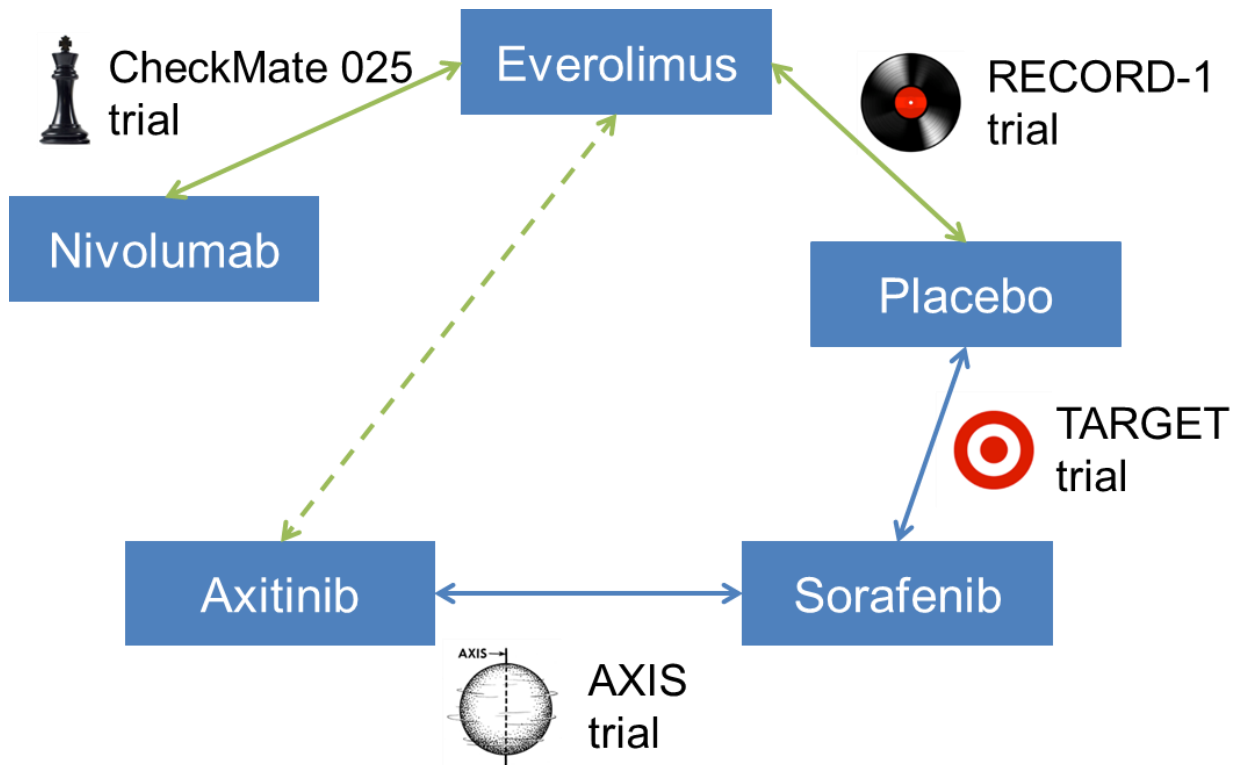 CheckMate 025
trial
Everolimus
RECORD-1
trial
Nivolumab
Placebo
TARGET
trial
Axitinib
Sorafenib
AXIS
AXIS
trial